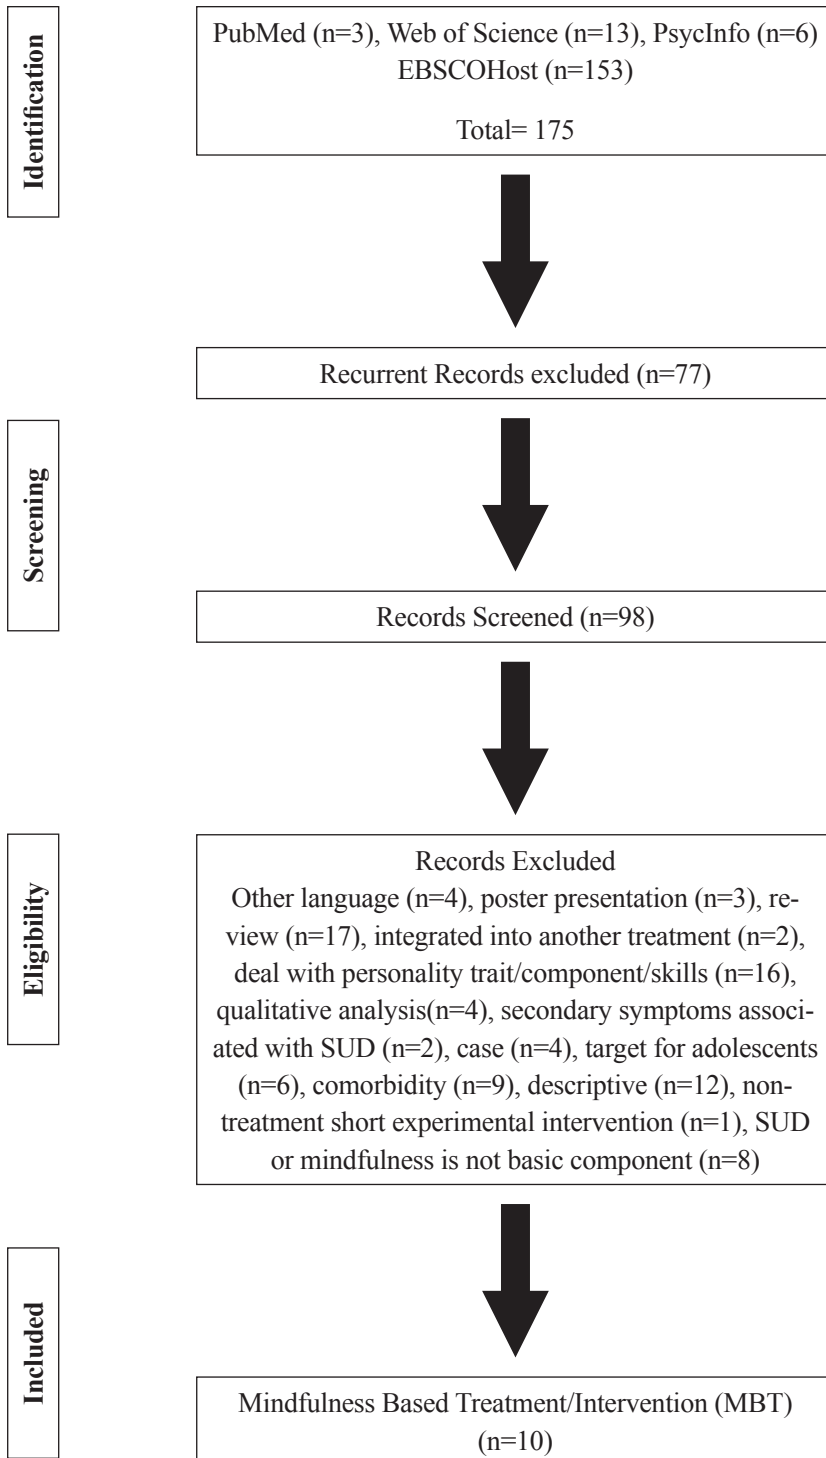 Identification
PubMed (n=3), Web of Science (n=13), PsycInfo (n=6)
EBSCOHost (n=153)
Total= 175
Recurrent Records excluded (n=77)
Screening
Records Screened (n=98)
Eligibility
Records Excluded
Other language (n=4), poster presentation (n=3), re-
view (n=17), integrated into another treatment (n=2),
deal with personality trait/component/skills (n=16),
qualitative analysis(n=4), secondary symptoms associ-
ated with SUD (n=2), case (n=4), target for adolescents
(n=6), comorbidity (n=9), descriptive (n=12), non-
treatment short experimental intervention (n=1), SUD
or mindfulness is not basic component (n=8)
Included
Mindfulness Based Treatment/Intervention (MBT)
(n=10)